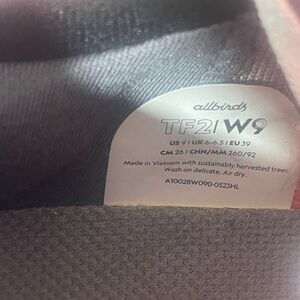 allbirds
TF2/W9
US 9 | UK 6-6.5 | EU 39
CM 26 | CHN/MM 260/92
Made in Vietnam with sustainably harvested trees.
Wash on delicate. Air dry.
A10028W090-0523HL